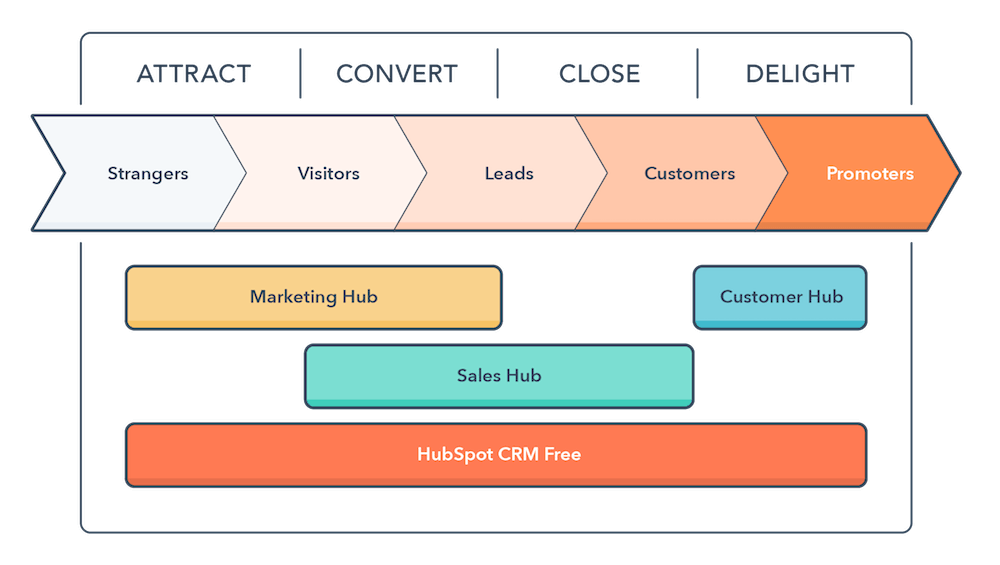 ATTRACT
CONVERT
CLOSE
DELIGHT
Strangers
Visitors
Leads
Customers
Promoters
Marketing Hub
Customer Hub
Sales Hub
HubSpot CRM Free